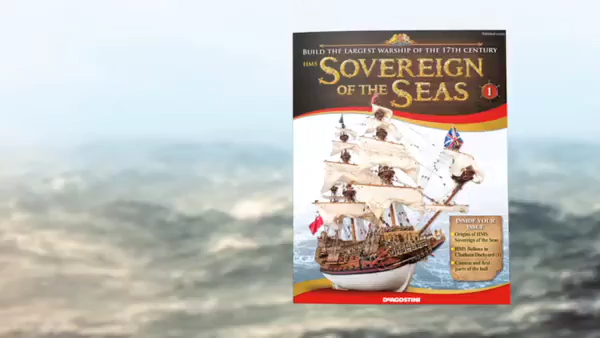 BUILD THE LARGEST WARSHIP OF THE 17TH CENTURY
HMS SOVEREIGN
OF THE SEAS
1
INSIDE YOUR
ISSUE
Origins of HMS
Sovereign of the Seas
HMS Bellona in
Chatham Dockyard (1)
Cannon and first
parts of the hull
DEAGOSTINI